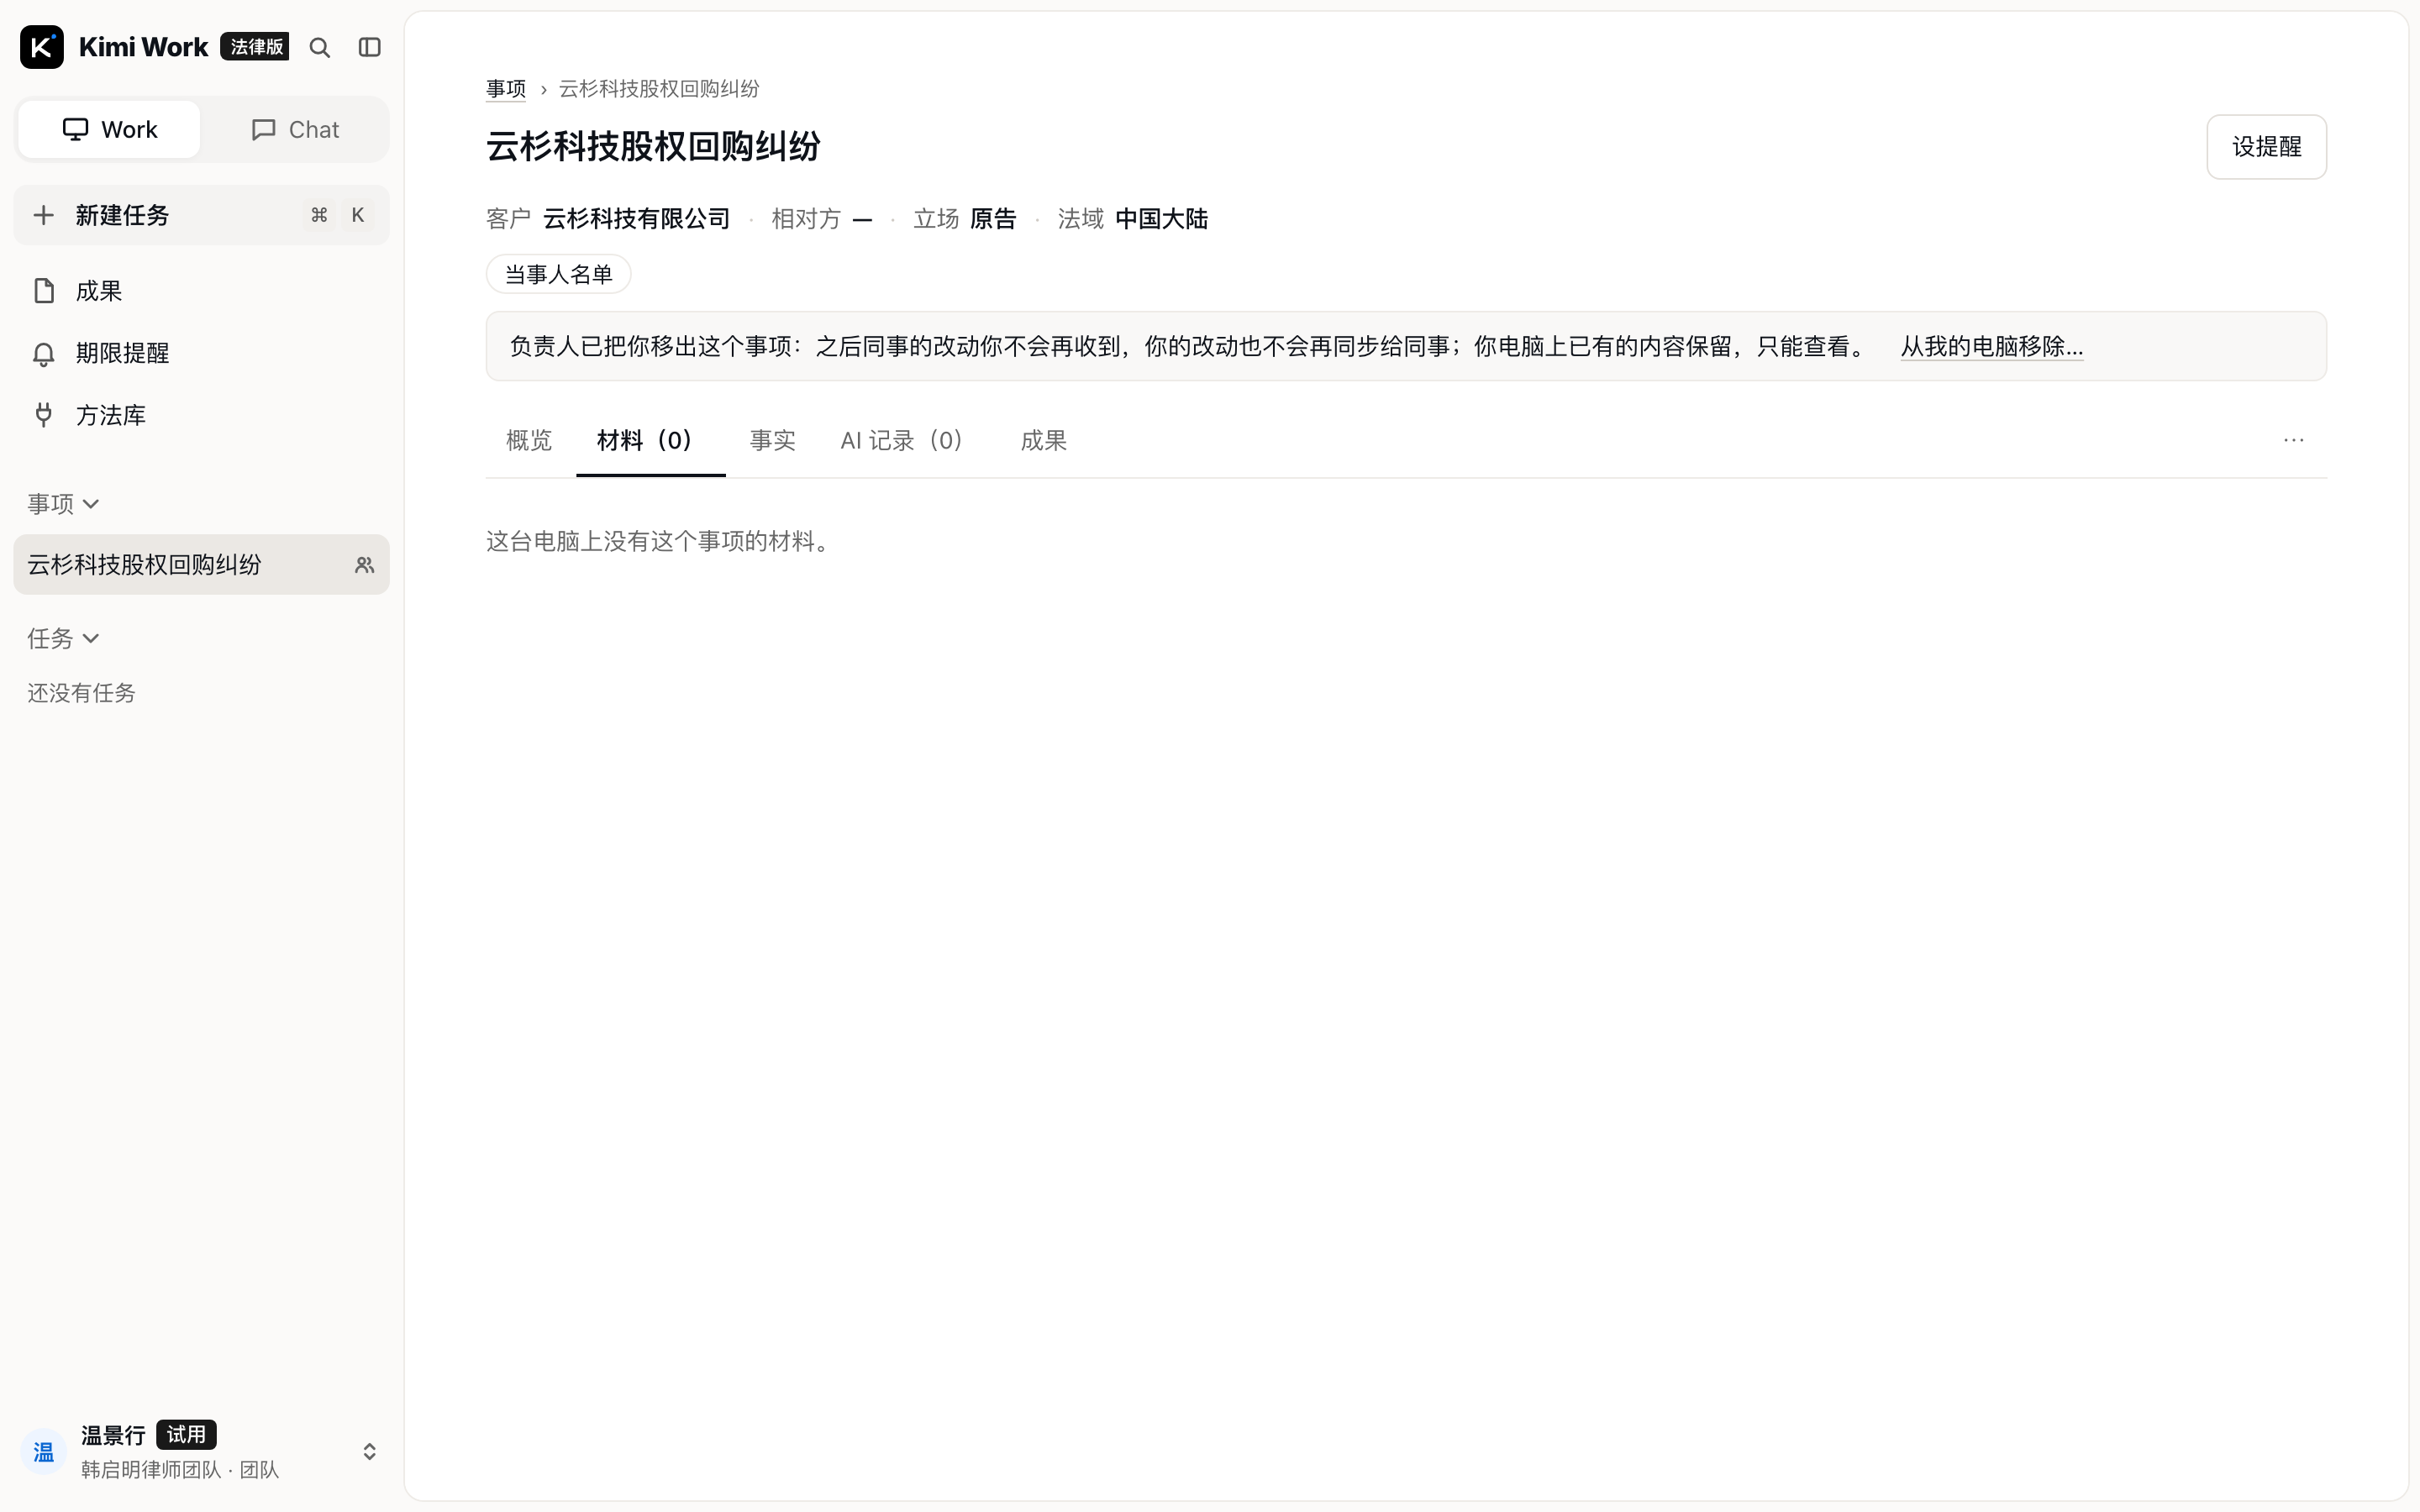 Kimi Work 法律版
Work
Chat
新建任务 ⌘ K
成果
期限提醒
方法库
事项
云杉科技股权回购纠纷
任务
还没有任务
温 温景行 试用
韩启明律师团队 · 团队
事项 › 云杉科技股权回购纠纷
云杉科技股权回购纠纷
设提醒
客户 云杉科技有限公司 · 相对方 — · 立场 原告 · 法域 中国大陆
当事人名单
负责人已把你移出这个事项：之后同事的改动你不会再收到，你的改动也不会再同步给同事；你电脑上已有的内容保留，只能查看。 从我的电脑移除...
概览 材料（0） 事实 AI 记录（0） 成果 ···
这台电脑上没有这个事项的材料。